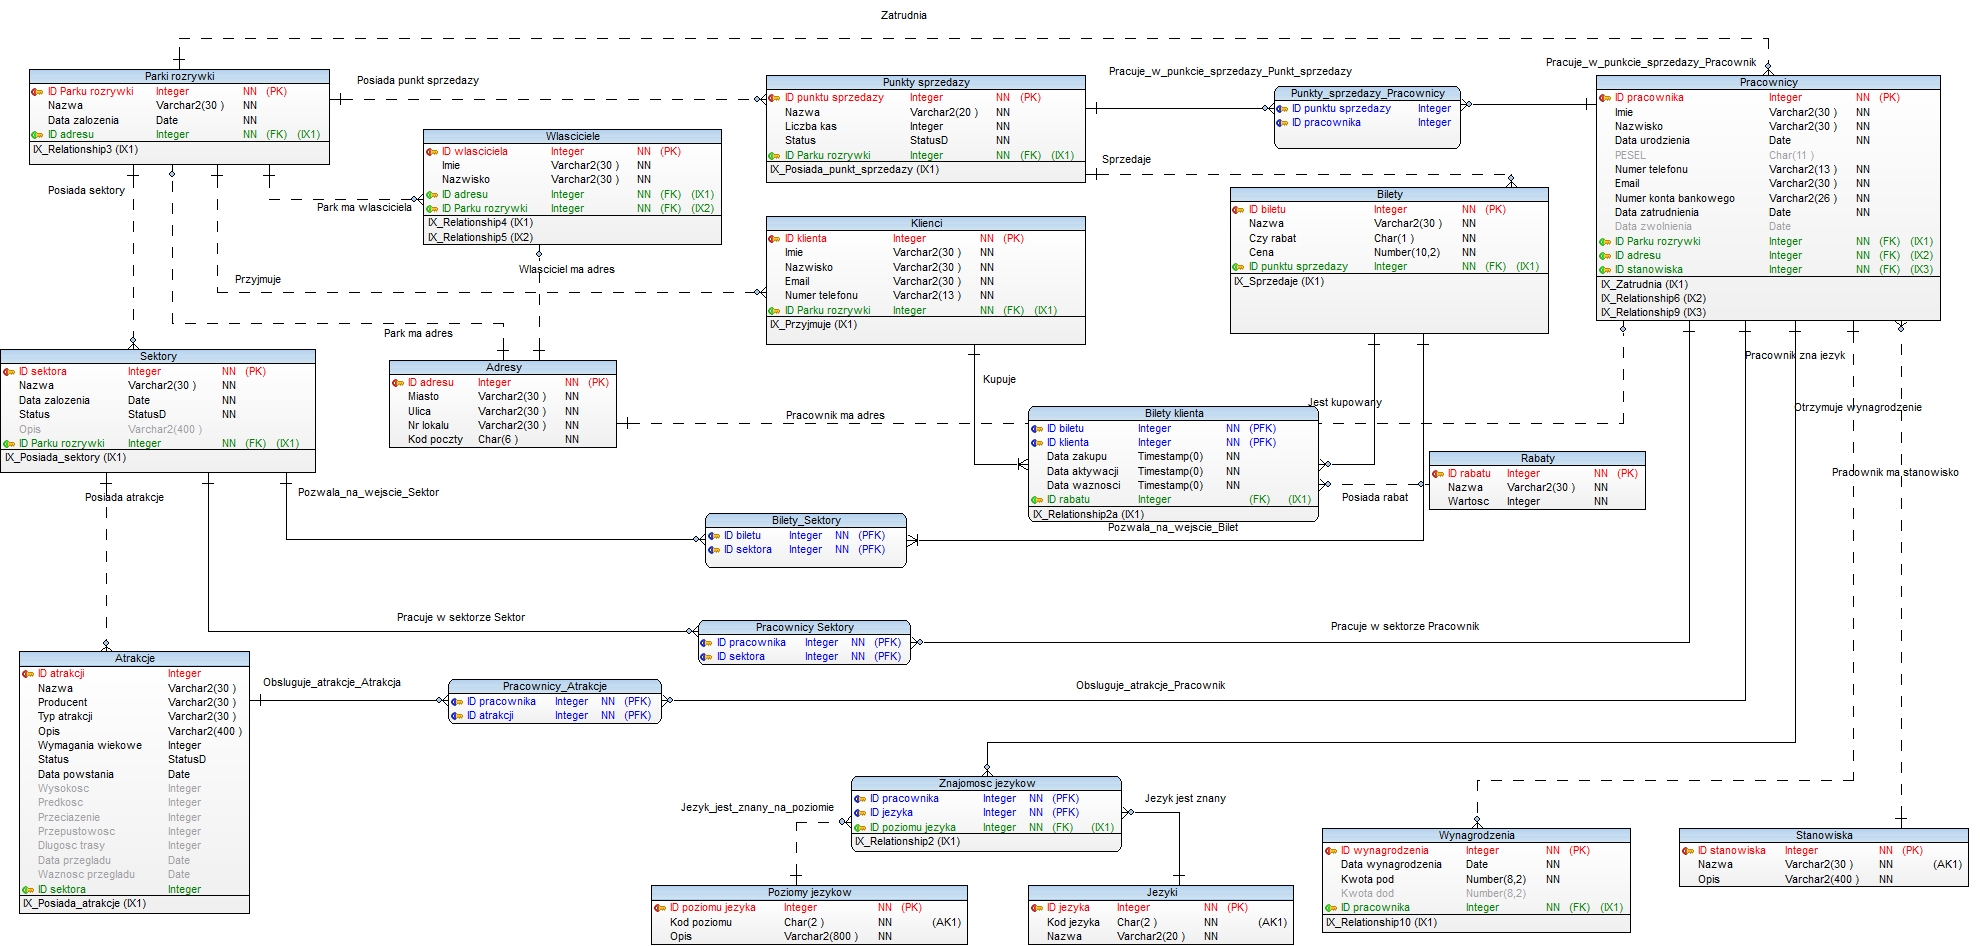 Zatrudnia
Parki rozrywki
ID Parku rozrywki Integer NN (PK)
Nazwa Varchar2(30 ) NN
Data zalozenia Date NN
ID adresu Integer NN (FK) (IX1)
IX_Relationship3 (IX1)
Posiada punkt sprzedazy
Punkty sprzedazy
ID punktu sprzedazy Integer NN (PK)
Nazwa Varchar2(20 ) NN
Liczba kas Integer NN
Status StatusD NN
ID Parku rozrywki Integer NN (FK) (IX1)
IX_Posiada_punkt_sprzedazy (IX1)
Pracuje_w_punkcie_sprzedazy_Punkt_sprzedazy
Punkty_sprzedazy_Pracownicy
ID punktu sprzedazy Integer
ID pracownika Integer
Pracuje_w_punkcie_sprzedazy_Pracownik
Pracownicy
ID pracownika Integer NN (PK)
Imie Varchar2(30 ) NN
Nazwisko Varchar2(30 ) NN
Data urodzienia Date NN
PESEL Char(11 )
Numer telefonu Varchar2(13 ) NN
Email Varchar2(30 ) NN
Numer konta bankowego Varchar2(26 ) NN
Data zatrudnienia Date NN
Data zwolnienia Date
ID Parku rozrywki Integer NN (FK) (IX1)
ID adresu Integer NN (FK) (IX2)
ID stanowiska Integer NN (FK) (IX3)
IX_Zatrudnia (IX1)
IX_Relationship6 (IX2)
IX_Relationship9 (IX3)
Wlasciciele
ID wlasciciela Integer NN (PK)
Imie Varchar2(30 ) NN
Nazwisko Varchar2(30 ) NN
ID adresu Integer NN (FK) (IX1)
ID Parku rozrywki Integer NN (FK) (IX2)
IX_Relationship4 (IX1)
IX_Relationship5 (IX2)
Posiada sektory
Park ma wlasciciela
Sprzedaje
Bilety
ID biletu Integer NN (PK)
Nazwa Varchar2(30 ) NN
Czy rabat Char(1 ) NN
Cena Number(10,2) NN
ID punktu sprzedazy Integer NN (FK) (IX1)
IX_Sprzedaje (IX1)
Klienci
ID klienta Integer NN (PK)
Imie Varchar2(30 ) NN
Nazwisko Varchar2(30 ) NN
Email Varchar2(30 ) NN
Numer telefonu Varchar2(13 ) NN
ID Parku rozrywki Integer NN (FK) (IX1)
IX_Przyjmuje (IX1)
Przyjmuje
Wlasciciel ma adres
Park ma adres
Sektory
ID sektora Integer NN (PK)
Nazwa Varchar2(30 ) NN
Data zalozenia Date NN
Status StatusD NN
Opis Varchar2(400 )
ID Parku rozrywki Integer NN (FK) (IX1)
IX_Posiada_sektory (IX1)
Adresy
ID adresu Integer NN (PK)
Miasto Varchar2(30 ) NN
Ulica Varchar2(30 ) NN
Nr lokalu Varchar2(30 ) NN
Kod poczty Char(6 ) NN
Kupuje
Pracownik ma adres
Jest kupowany
Pracownik zna jezyk
Otrzymuje wynagrodzenie
Pracownik ma stanowisko
Bilety klienta
ID biletu Integer NN (PFK)
ID klienta Integer NN (PFK)
Data zakupu Timestamp(0) NN
Data aktywacji Timestamp(0) NN
Data waznosci Timestamp(0) NN
ID rabatu Integer (FK) (IX1)
IX_Relationship2a (IX1)
Posiada rabat
Rabaty
ID rabatu Integer NN (PK)
Nazwa Varchar2(30 ) NN
Wartosc Integer NN
Posiada atrakcje
Pozwala_na_wejscie_Sektor
Bilety_Sektory
ID biletu Integer NN (PFK)
ID sektora Integer NN (PFK)
Pozwala_na_wejscie_Bilet
Pracuje w sektorze Sektor
Pracownicy Sektory
ID pracownika Integer NN (PFK)
ID sektora Integer NN (PFK)
Pracuje w sektorze Pracownik
Atrakcje
ID atrakcji Integer
Nazwa Varchar2(30 )
Producent Varchar2(30 )
Typ atrakcji Varchar2(30 )
Opis Varchar2(400 )
Wymagania wiekowe Integer
Status StatusD
Data powstania Date
Wysokosc Integer
Predkosc Integer
Przeciazenie Integer
Przepustowosc Integer
Dlugosc trasy Integer
Data przegladu Date
Waznosc przegladu Date
ID sektora Integer
IX_Posiada_atrakcje (IX1)
Obsluguje_atrakcje_Atrakcja
Pracownicy_Atrakcje
ID pracownika Integer NN (PFK)
ID atrakcji Integer NN (PFK)
Obsluguje_atrakcje_Pracownik
Znajomosc jezykow
ID pracownika Integer NN (PFK)
ID jezyka Integer NN (PFK)
ID poziomu jezyka Integer NN (FK) (IX1)
IX_Relationship2 (IX1)
Jezyk_jest_znany_na_poziomie
Jezyk jest znany
Poziomy jezykow
ID poziomu jezyka Integer NN (PK)
Kod poziomu Char(2 ) NN (AK1)
Opis Varchar2(800 ) NN
Jezyki
ID jezyka Integer NN (PK)
Kod jezyka Char(2 ) NN (AK1)
Nazwa Varchar2(20 ) NN
Wynagrodzenia
ID wynagrodzenia Integer NN (PK)
Data wynagrodzenia Date NN
Kwota pod Number(8,2) NN
Kwota dod Number(8,2)
ID pracownika Integer NN (FK) (IX1)
IX_Relationship10 (IX1)
Stanowiska
ID stanowiska Integer NN (PK)
Nazwa Varchar2(30 ) NN (AK1)
Opis Varchar2(400 ) NN